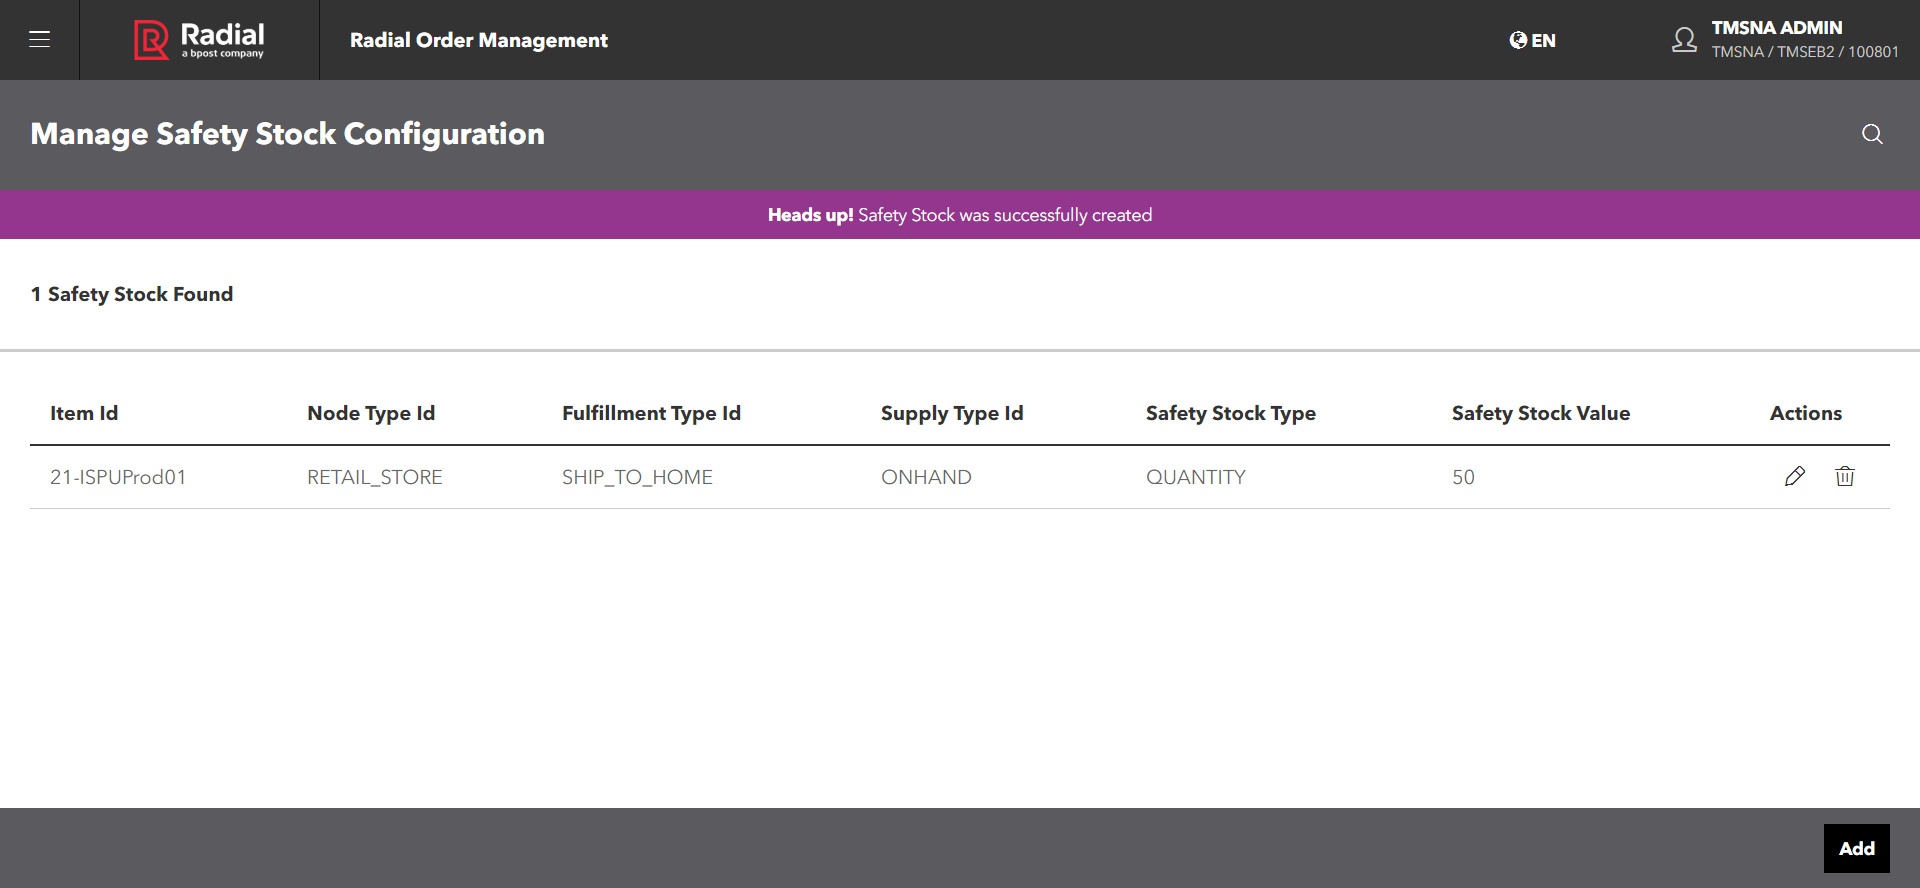 Radial
a bpost company
Radial Order Management
EN
TMSNA ADMIN
TMSNA / TMSEB2 / 100801
Manage Safety Stock Configuration
Heads up! Safety Stock was successfully created
1 Safety Stock Found
Item Id Node Type Id Fulfillment Type Id Supply Type Id Safety Stock Type Safety Stock Value Actions
21-ISPUProd01 RETAIL_STORE SHIP_TO_HOME ONHAND QUANTITY 50
Add